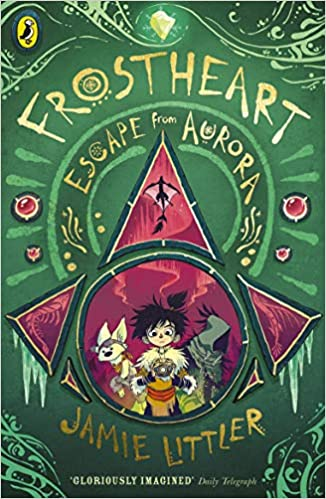 FROSTHEART
ESCAPE FROM AURORA
JAMIE LITTLER
'GLORIOUSLY IMAGINED' Daily Telegraph